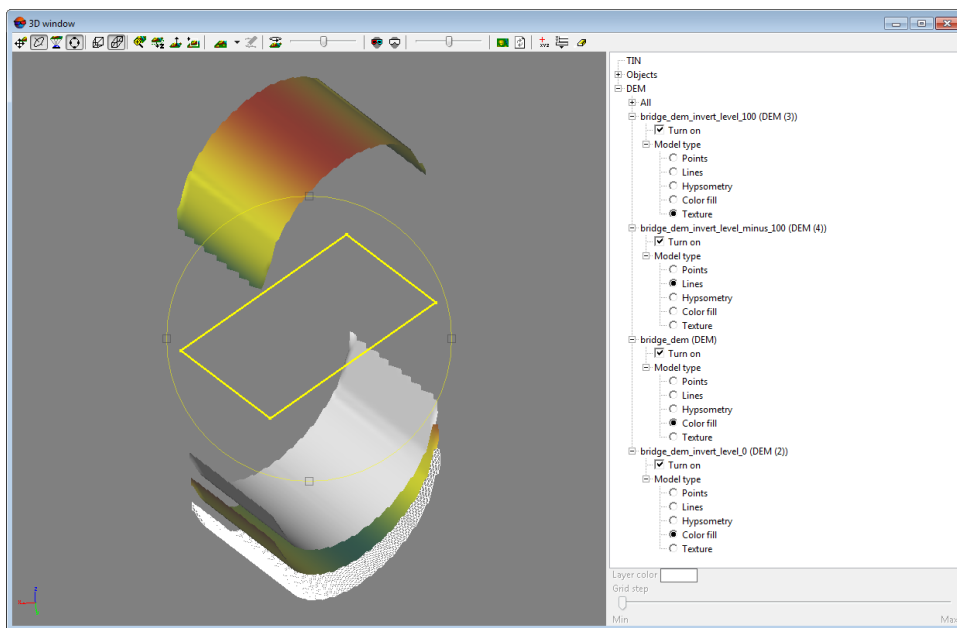 3D window
TIN
Objects
DEM
All
bridge_dem_invert_level_100 (DEM (3))
Turn on
Model type
Points
Lines
Hypsometry
Color fill
Texture
bridge_dem_invert_level_minus_100 (DEM (4))
Turn on
Model type
Points
Lines
Hypsometry
Color fill
Texture
bridge_dem (DEM)
Turn on
Model type
Points
Lines
Hypsometry
Color fill
Texture
bridge_dem_invert_level_0 (DEM (2))
Turn on
Model type
Points
Lines
Hypsometry
Color fill
Texture
Layer color
Grid step
Min Max